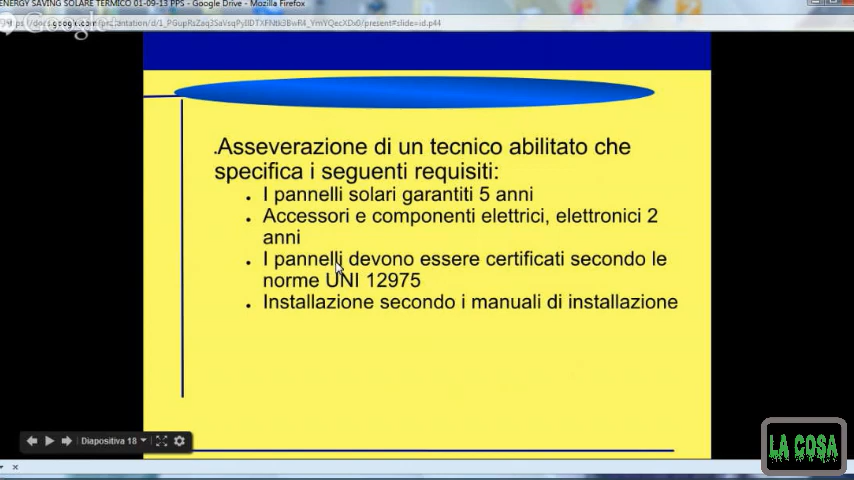 ENERGY SAVING SOLARE TERMICO 01-09-13 PPS - Google Drive - Mozilla Firefox
Google
.Asseverazione di un tecnico abilitato che
specifica i seguenti requisiti:
• I pannelli solari garantiti 5 anni
• Accessori e componenti elettrici, elettronici 2
anni
• I pannelli devono essere certificati secondo le
norme UNI 12975
• Installazione secondo i manuali di installazione
Diapositiva 18
LA COSA